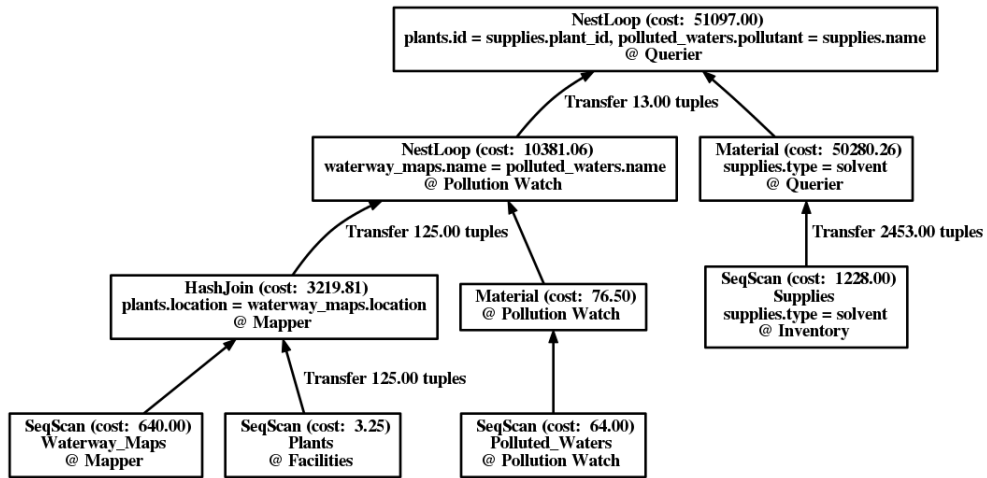 NestLoop (cost:  51097.00)
plants.id = supplies.plant_id, polluted_waters.pollutant = supplies.name
@ Querier
Transfer 13.00 tuples
NestLoop (cost:  10381.06)
waterway_maps.name = polluted_waters.name
@ Pollution Watch
Material (cost:  50280.26)
supplies.type = solvent
@ Querier
Transfer 125.00 tuples
Transfer 2453.00 tuples
HashJoin (cost:  3219.81)
plants.location = waterway_maps.location
@ Mapper
Material (cost:  76.50)
@ Pollution Watch
SeqScan (cost:  1228.00)
Supplies
supplies.type = solvent
@ Inventory
Transfer 125.00 tuples
SeqScan (cost:  640.00)
Waterway_Maps
@ Mapper
SeqScan (cost:  3.25)
Plants
@ Facilities
SeqScan (cost:  64.00)
Polluted_Waters
@ Pollution Watch